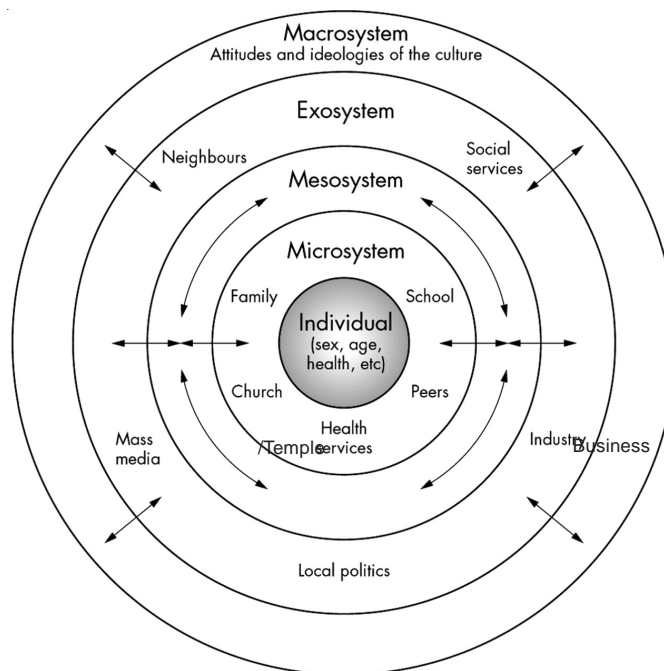 Macrosystem
Attitudes and ideologies of the culture
Exosystem
Neighbours
Social
services
Mesosystem
Microsystem
Family
School
Individual
(sex, age,
health, etc)
Church
Peers
Health
services
/Temple
Mass
media
Industry
Business
Local politics